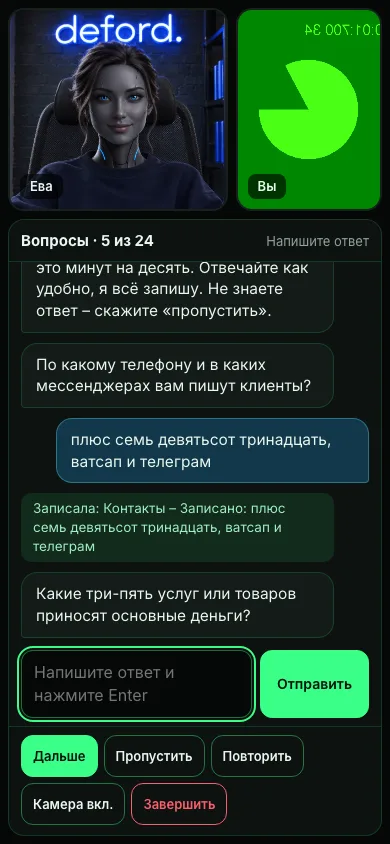 deford.
0:01:700 34
Ева
Вы
Вопросы · 5 из 24
Напишите ответ
это минут на десять. Отвечайте как
удобно, я всё запишу. Не знаете
ответ – скажите «пропустить».
По какому телефону и в каких
мессенджерах вам пишут клиенты?
плюс семь девятьсот тринадцать,
ватсап и телеграм
Записала: Контакты – Записано: плюс
семь девятьсот тринадцать, ватсап и
телеграм
Какие три-пять услуг или товаров
приносят основные деньги?
Напишите ответ и
нажмите Enter
Отправить
Дальше
Пропустить
Повторить
Камера вкл.
Завершить